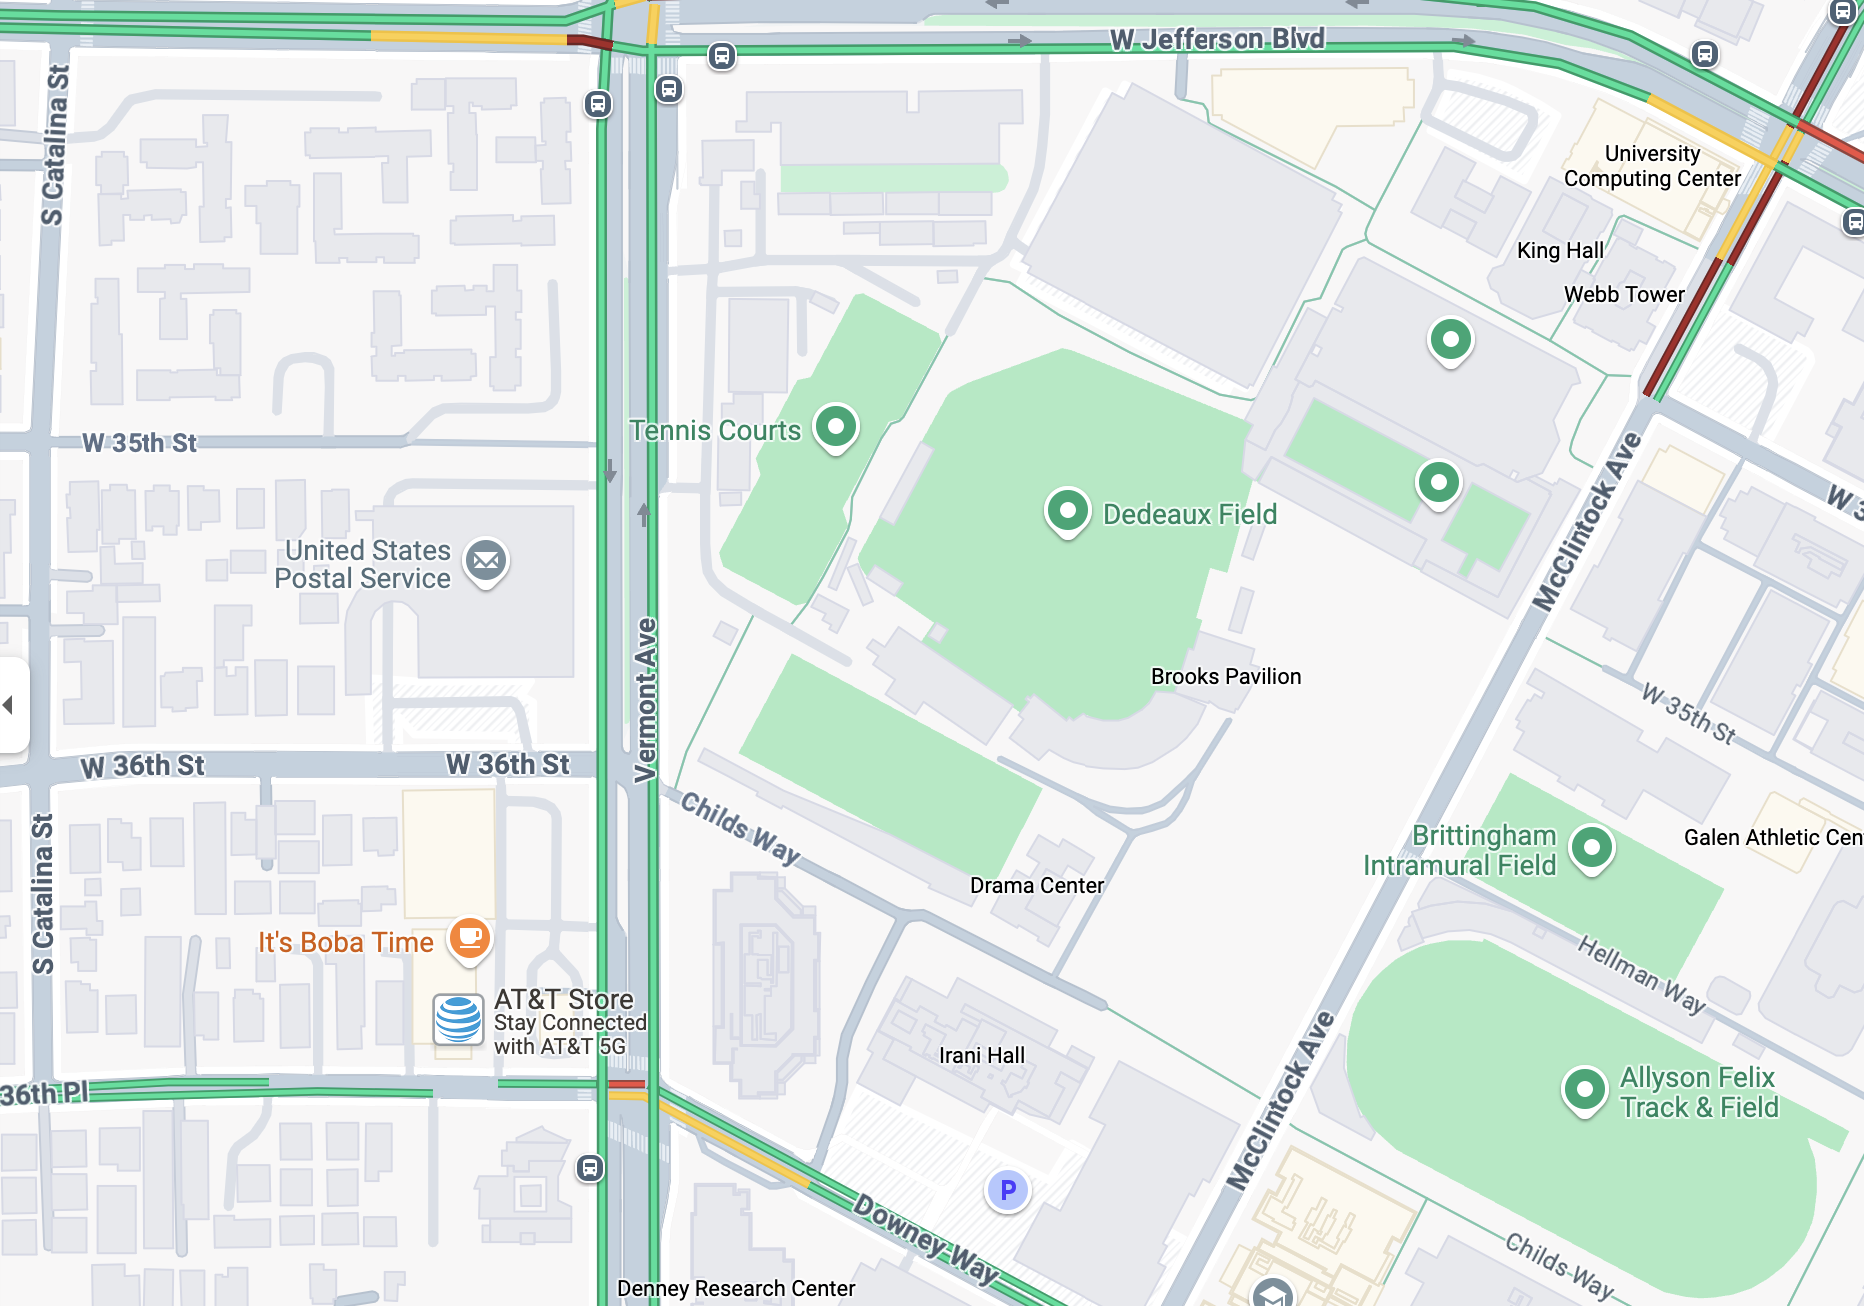 W Jefferson Blvd
S Catalina St
University
Computing Center
King Hall
Webb Tower
Tennis Courts
W 35th St
McClintock Ave
W 3
Dedeaux Field
United States
Postal Service
Vermont Ave
Brooks Pavilion
W 35th St
W 36th St
W 36th St
Childs Way
Brittingham
Intramural Field
Galen Athletic Cen
S Catalina St
Drama Center
It's Boba Time
Hellman Way
AT&T Store
Stay Connected
with AT&T 5G
Irani Hall
McClintock Ave
36th Pl
Allyson Felix
Track & Field
P
Downey Way
Childs Way
Denney Research Center